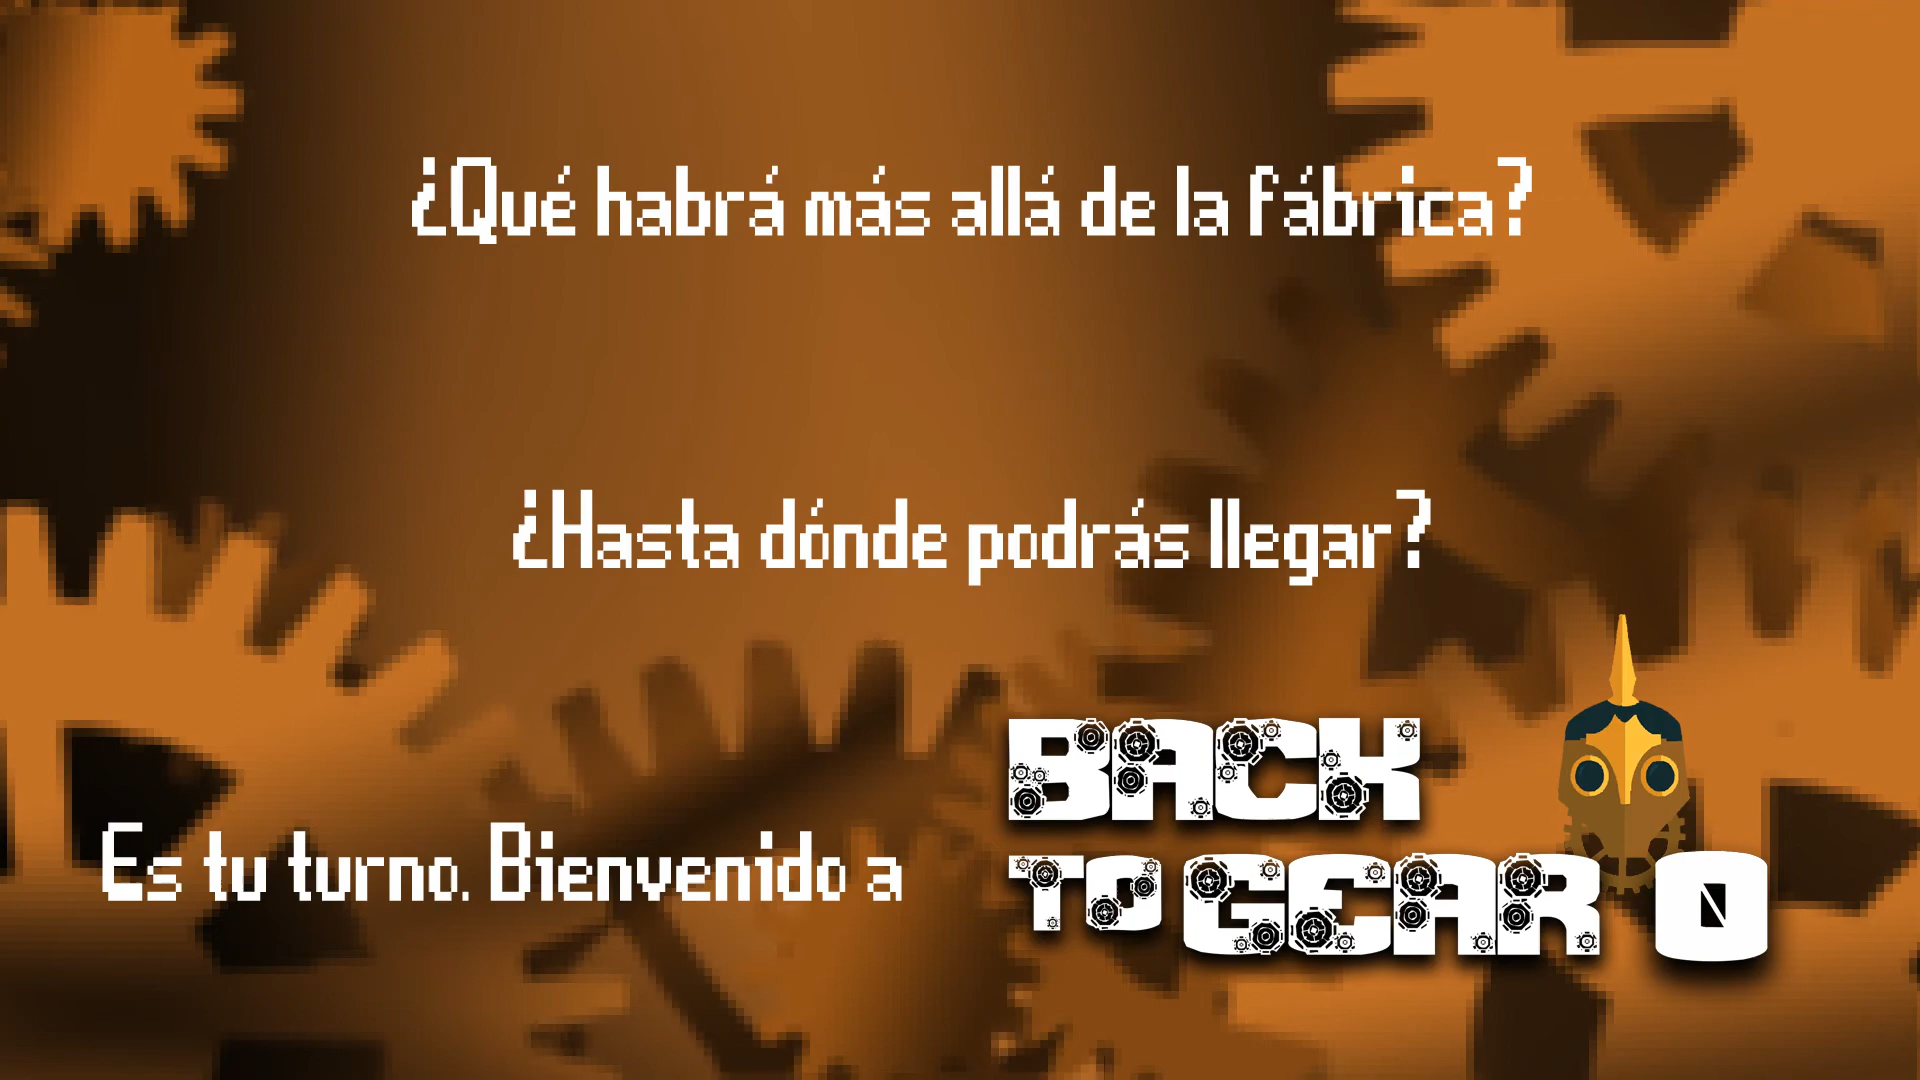 ¿Qué habrá más allá de la fábrica?
¿Hasta dónde podrás llegar?
Es tu turno. Bienvenido a
BACK
TO GEAR 0